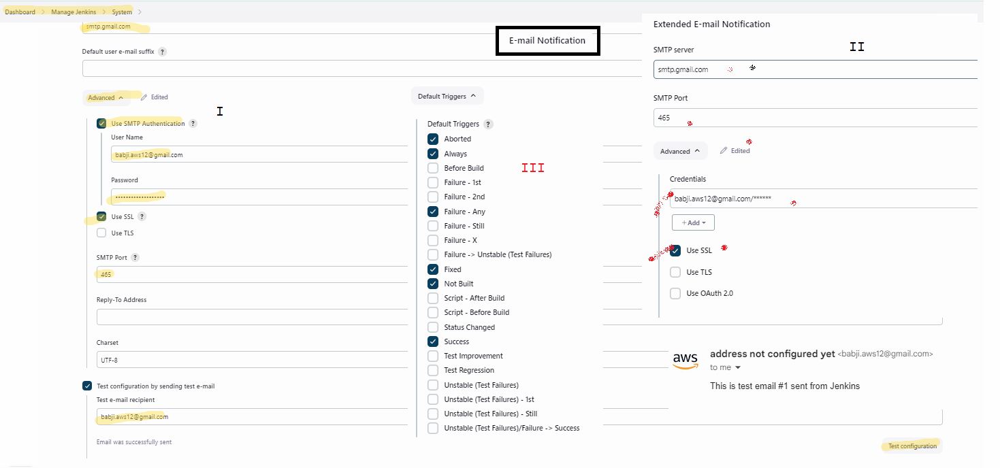 Dashboard > Manage Jenkins > System >
smtp.gmail.com
Default user e-mail suffix ?
Advanced Edited
I
Use SMTP Authentication ?
User Name
babji.aws12@gmail.com
Password
••••••••••••••••••••
Use SSL ?
Use TLS
SMTP Port ?
465
Reply-To Address
Charset
UTF-8
Test configuration by sending test e-mail
Test e-mail recipient
babji.aws12@gmail.com
Email was successfully sent
E-mail Notification
Default Triggers
Default Triggers ?
Aborted
Always
Before Build
III
Failure - 1st
Failure - 2nd
Failure - Any
Failure - Still
Failure - X
Failure -> Unstable (Test Failures)
Fixed
Not Built
Script - After Build
Script - Before Build
Status Changed
Success
Test Improvement
Test Regression
Unstable (Test Failures)
Unstable (Test Failures) - 1st
Unstable (Test Failures) - Still
Unstable (Test Failures)/Failure -> Success
Extended E-mail Notification
II
SMTP server
smtp.gmail.com
SMTP Port
465
Advanced Edited
Credentials
babji.aws12@gmail.com/******
+ Add
Use SSL
Use TLS
Use OAuth 2.0
aws
address not configured yet <babji.aws12@gmail.com>
to me
This is test email #1 sent from Jenkins
Test configuration